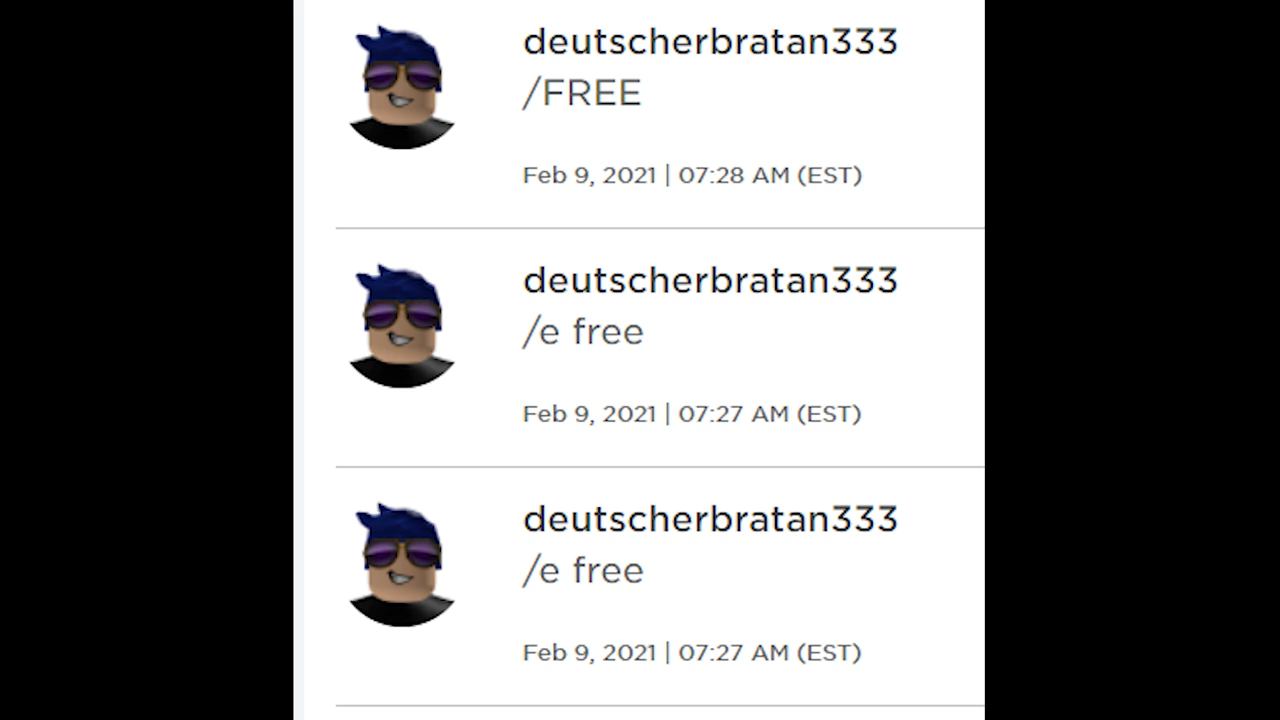 deutscherbratan333
/FREE
Feb 9, 2021 | 07:28 AM (EST)
deutscherbratan333
/e free
Feb 9, 2021 | 07:27 AM (EST)
deutscherbratan333
/e free
Feb 9, 2021 | 07:27 AM (EST)